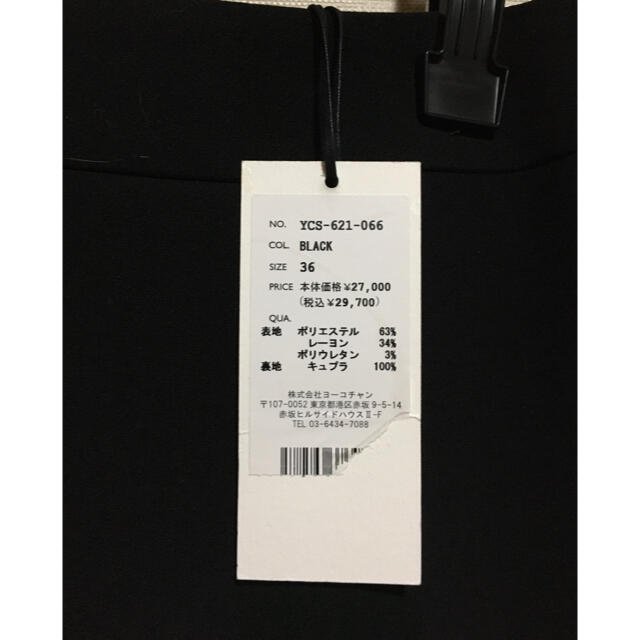 NO. YCS-621-066
COL. BLACK
SIZE 36
PRICE 本体価格¥27,000
(税込¥29,700)
QUA.
表地 ポリエステル 63%
レーヨン 34%
ポリウレタン 3%
裏地 キュプラ 100%
株式会社ヨーコチャン
〒107-0052 東京都港区赤坂 9-5-14
赤坂ヒルサイドハウスⅡ-F
TEL 03-6434-7088